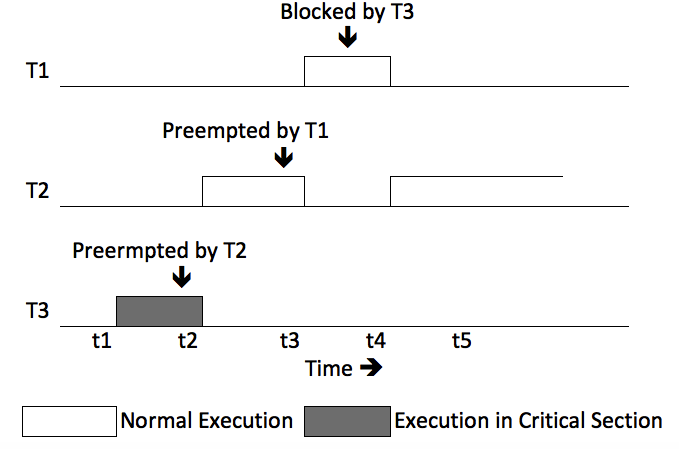 Blocked by T3
T1
Preempted by T1
T2
Preermpted by T2
T3
t1 t2 t3 t4 t5
Time
Normal Execution Execution in Critical Section